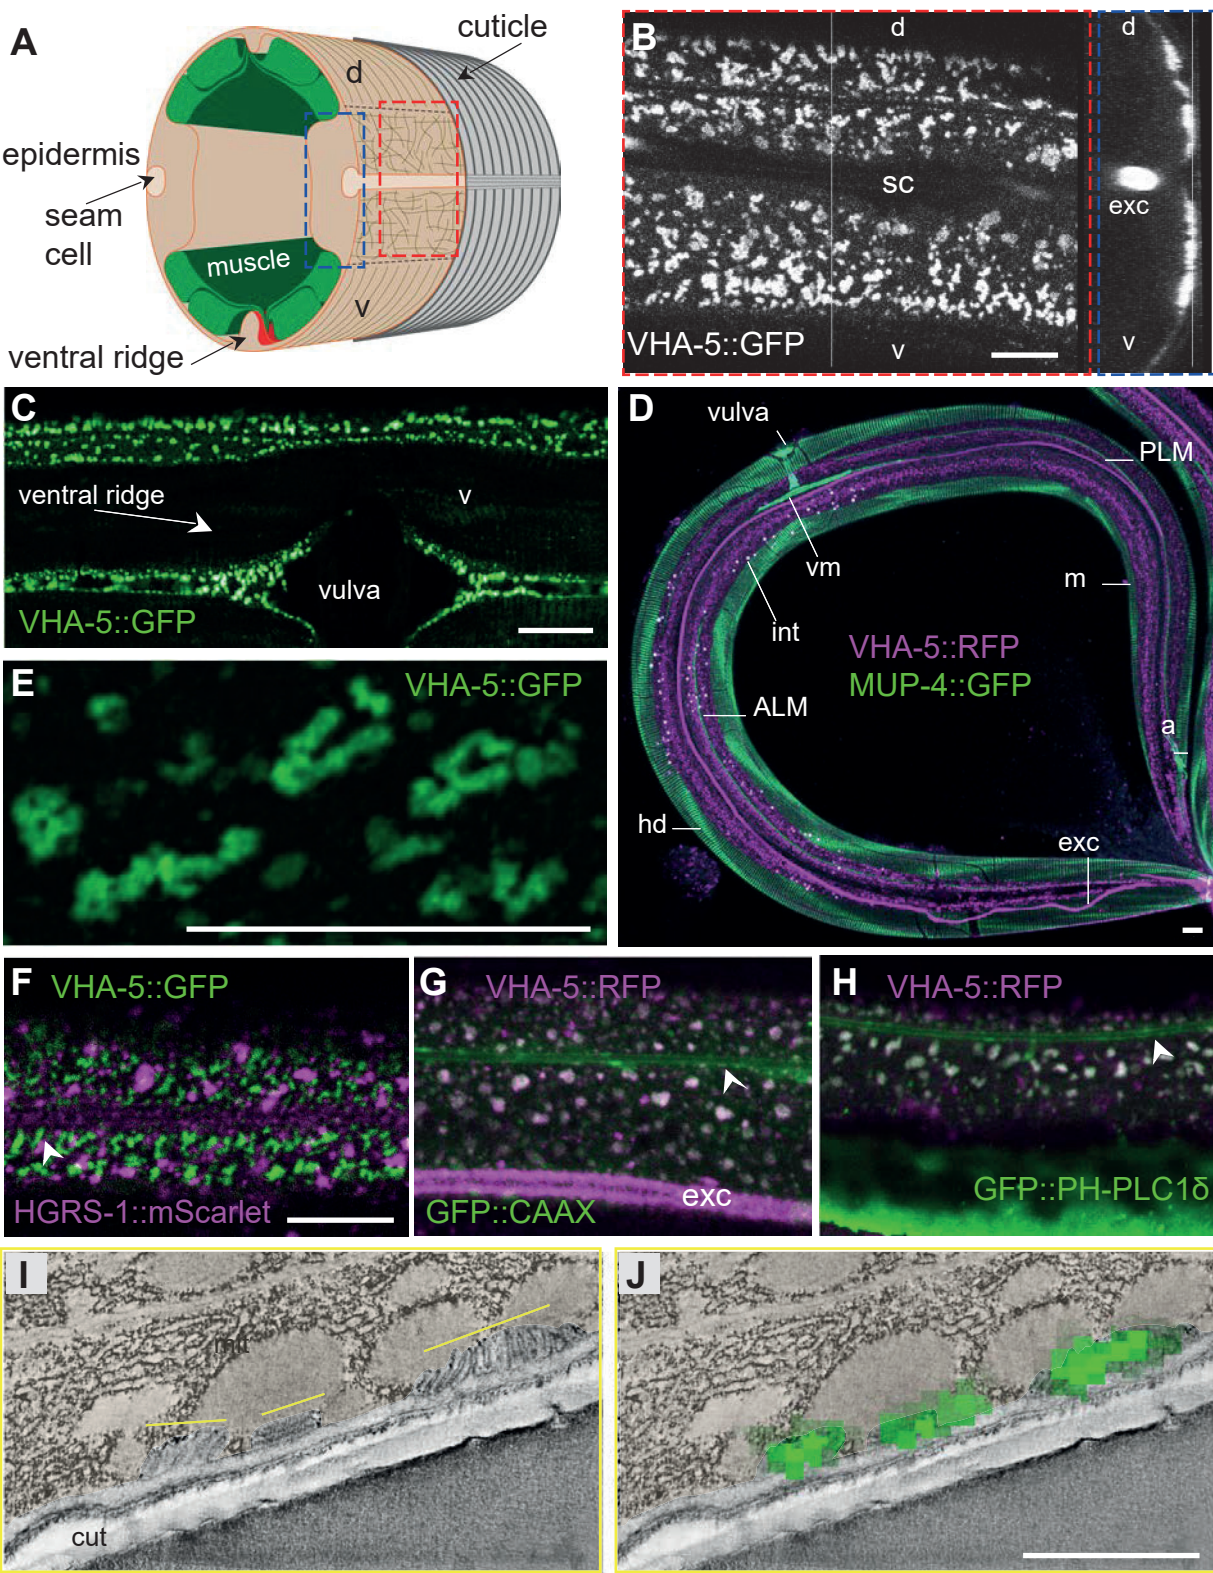 A
cuticle
d
epidermis
seam
cell
muscle
v
ventral ridge
B
d
d
sc
exc
VHA-5::GFP
v
v
C
ventral ridge
v
vulva
VHA-5::GFP
D
vulva
PLM
vm
m
int
VHA-5::RFP
MUP-4::GFP
ALM
a
hd
exc
E
VHA-5::GFP
F
VHA-5::GFP
HGRS-1::mScarlet
G
VHA-5::RFP
exc
GFP::CAAX
H
VHA-5::RFP
GFP::PH-PLC1δ
I
mit
cut
J